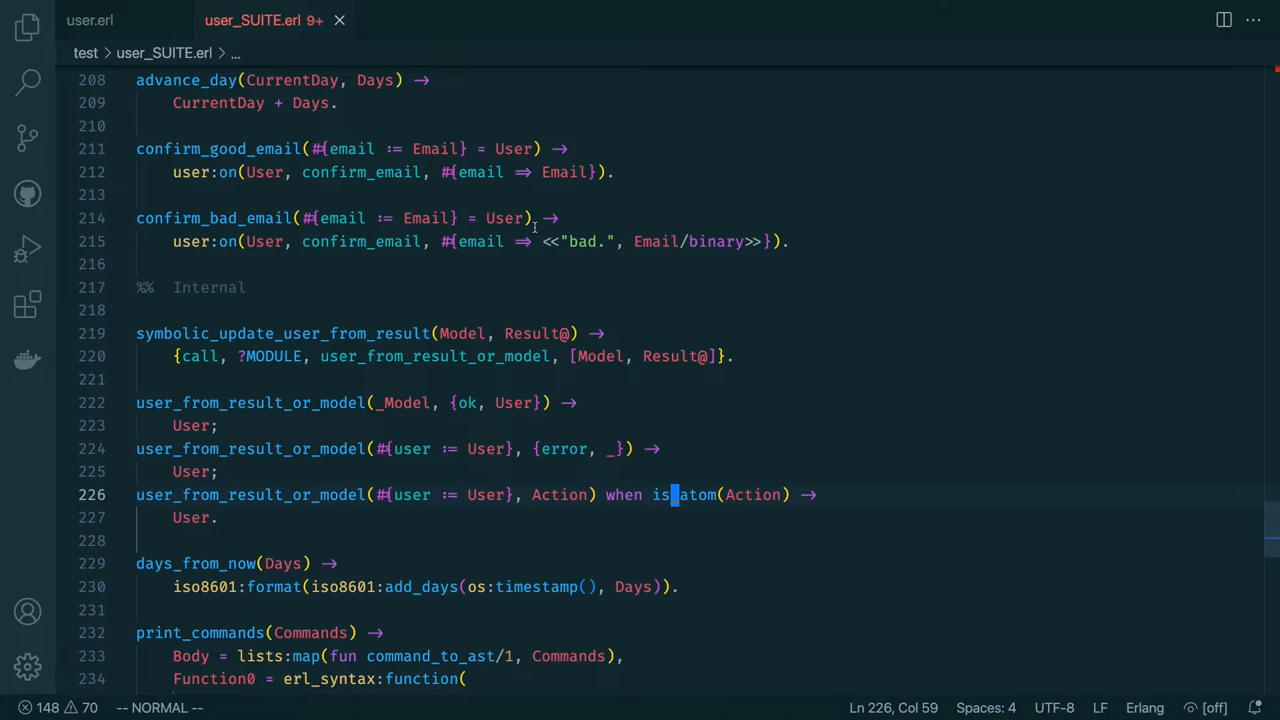 user.erl
user_SUITE.erl 9+
test > user_SUITE.erl > ...
208 advance_day(CurrentDay, Days) ->
209     CurrentDay + Days.
210
211 confirm_good_email(#{email := Email} = User) ->
212     user:on(User, confirm_email, #{email => Email}).
213
214 confirm_bad_email(#{email := Email} = User) ->
215     user:on(User, confirm_email, #{email => <<"bad.", Email/binary>>}).
216
217 %%  Internal
218
219 symbolic_update_user_from_result(Model, Result@) ->
220     {call, ?MODULE, user_from_result_or_model, [Model, Result@]}.
221
222 user_from_result_or_model(_Model, {ok, User}) ->
223     User;
224 user_from_result_or_model(#{user := User}, {error, _}) ->
225     User;
226 user_from_result_or_model(#{user := User}, Action) when is_atom(Action) ->
227     User.
228
229 days_from_now(Days) ->
230     iso8601:format(iso8601:add_days(os:timestamp(), Days)).
231
232 print_commands(Commands) ->
233     Body = lists:map(fun command_to_ast/1, Commands),
234     Function0 = erl_syntax:function(
148 70 -- NORMAL -- Ln 226, Col 59 Spaces: 4 UTF-8 LF Erlang [off]